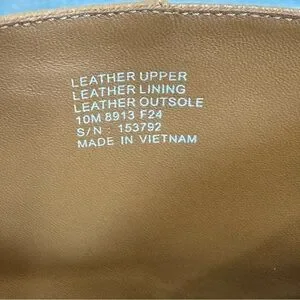 LEATHER UPPER
LEATHER LINING
LEATHER OUTSOLE
10M 8913 F24
S/N : 153792
MADE IN VIETNAM